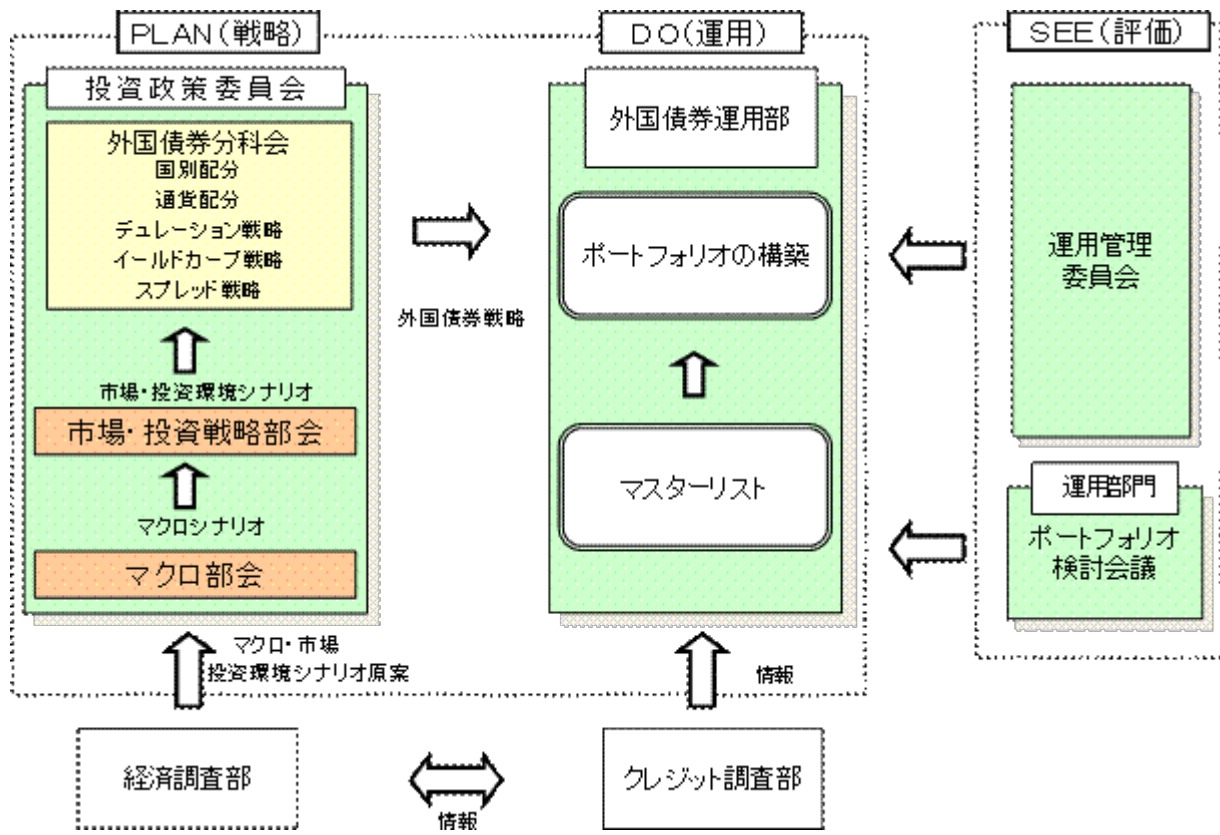 PLAN(戦略)
投資政策委員会
外国債券分科会
国別配分
通貨配分
デュレーション戦略
イールドカーブ戦略
スプレッド戦略
市場・投資環境シナリオ
市場・投資戦略部会
マクロシナリオ
マクロ部会
マクロ・市場
投資環境シナリオ原案
経済調査部
外国債券戦略
情報
DO(運用)
外国債券運用部
ポートフォリオの構築
マスターリスト
情報
クレジット調査部
SEE(評価)
運用管理
委員会
運用部門
ポートフォリオ
検討会議